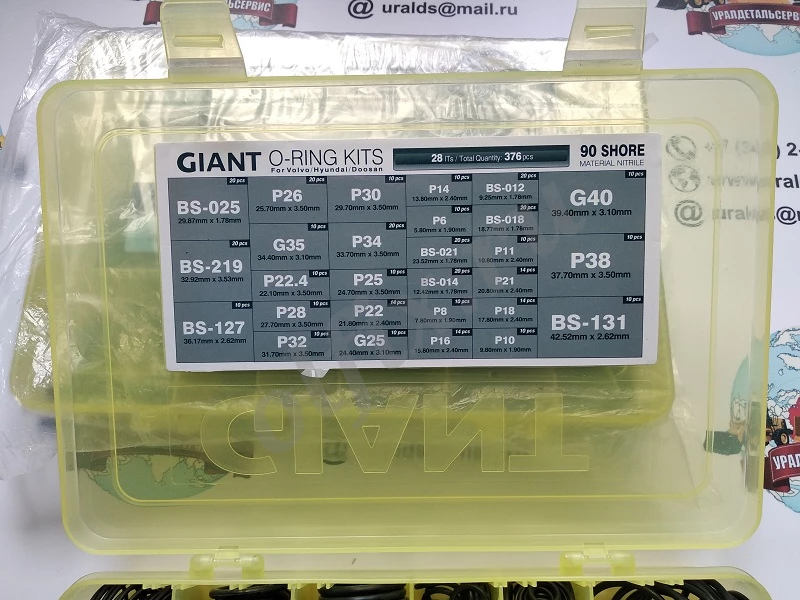 @ uralds@mail.ru
УРАЛДЕТАЛЬСЕРВИС
GIANT O-RING KITS
For Volvo/Hyundai/Doosan
28 ITs / Total Quantity: 376 pcs
90 SHORE
MATERIAL NITRILE
20 pcs
BS-025
29.87mm x 1.78mm
20 pcs
BS-219
32.92mm x 3.53mm
10 pcs
BS-127
36.17mm x 2.62mm
20 pcs
P26
25.70mm x 3.50mm
10 pcs
G35
34.40mm x 3.10mm
10 pcs
P22.4
22.10mm x 3.50mm
10 pcs
P28
27.70mm x 3.50mm
10 pcs
P32
31.70mm x 3.50mm
10 pcs
P30
29.70mm x 3.50mm
20 pcs
P34
33.70mm x 3.50mm
10 pcs
P25
24.70mm x 3.50mm
14 pcs
P22
21.80mm x 2.40mm
10 pcs
G25
24.40mm x 3.10mm
10 pcs
P14
13.80mm x 2.40mm
10 pcs
P6
5.80mm x 1.90mm
20 pcs
BS-021
23.52mm x 1.78mm
20 pcs
BS-014
12.42mm x 1.78mm
10 pcs
P8
7.80mm x 1.90mm
14 pcs
P16
15.80mm x 2.40mm
20 pcs
BS-012
9.25mm x 1.78mm
20 pcs
BS-018
18.77mm x 1.78mm
10 pcs
P11
10.80mm x 2.40mm
14 pcs
P21
20.80mm x 2.40mm
14 pcs
P18
17.80mm x 2.40mm
10 pcs
P10
9.80mm x 1.90mm
10 pcs
G40
39.40mm x 3.10mm
10 pcs
P38
37.70mm x 3.50mm
10 pcs
BS-131
42.52mm x 2.62mm
GIANT
@ uralds@mail.ru